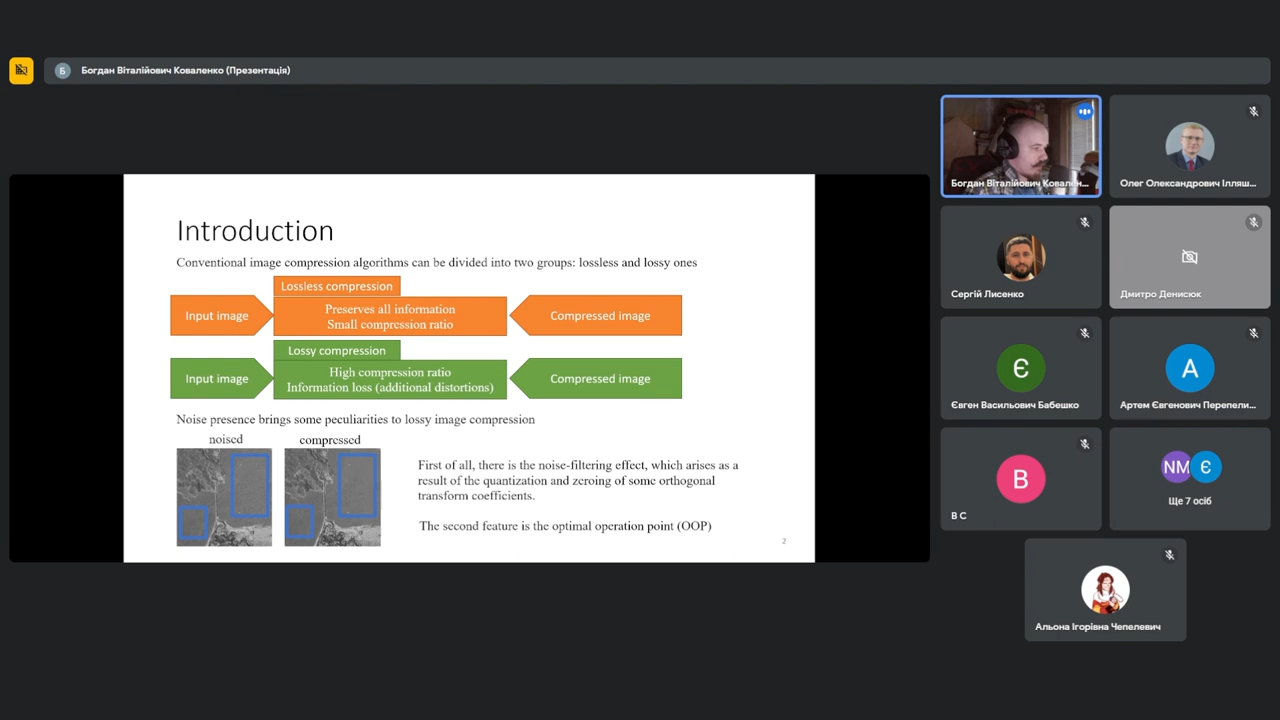 Б
Богдан Віталійович Коваленко (Презентація)
Introduction
Conventional image compression algorithms can be divided into two groups: lossless and lossy ones
Lossless compression
Input image
Preserves all information
Small compression ratio
Compressed image
Lossy compression
Input image
High compression ratio
Information loss (additional distortions)
Compressed image
Noise presence brings some peculiarities to lossy image compression
noised
compressed
First of all, there is the noise-filtering effect, which arises as a
result of the quantization and zeroing of some orthogonal
transform coefficients.
The second feature is the optimal operation point (OOP)
2
Богдан Віталійович Ковален...
Олег Олександрович Ілляш...
Сергій Лисенко
Дмитро Денисюк
Є
Євген Васильович Бабешко
А
Артем Євгенович Перепели...
В
В С
NM
Є
Ще 7 осіб
Альона Ігорівна Чепелевич